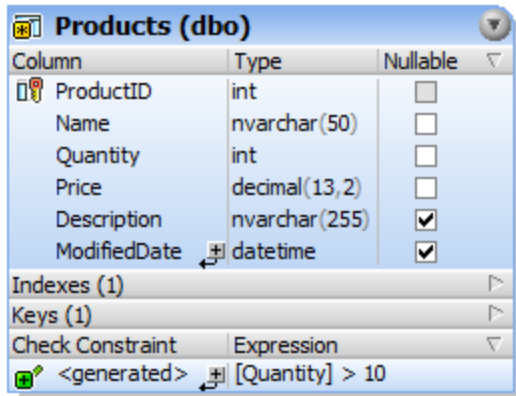 Products (dbo)
Column Type Nullable
ProductID int
Name nvarchar(50)
Quantity int
Price decimal(13,2)
Description nvarchar(255)
ModifiedDate datetime
Indexes (1)
Keys (1)
Check Constraint Expression
<generated> [Quantity] > 10